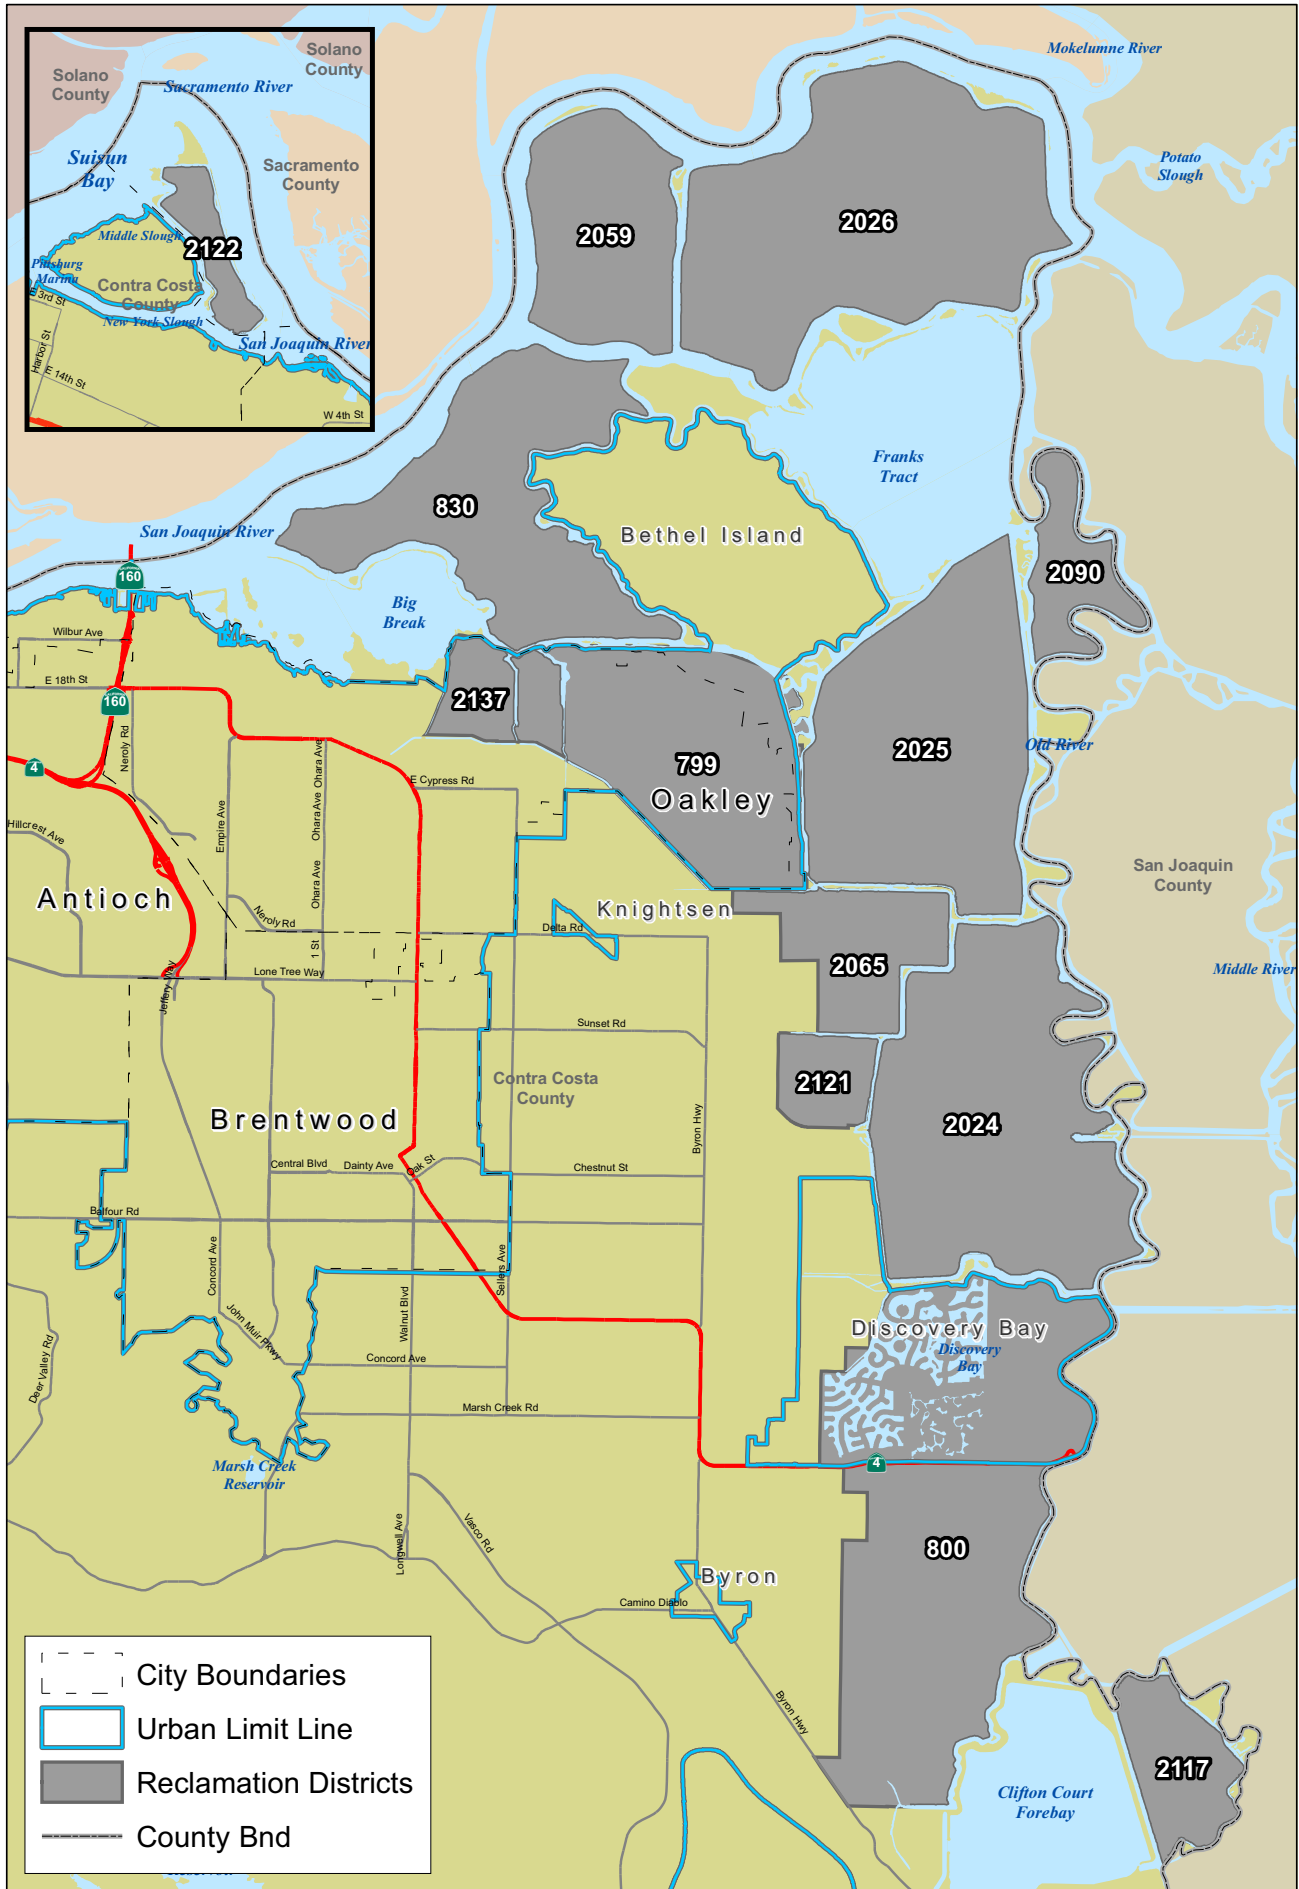 Solano
County
Solano
County
Sacramento River
Suisun
Bay
Sacramento
County
Middle Slough
2122
Pittsburg
Marina
Contra Costa
County
E 3rd St
New York Slough
San Joaquin River
Harbor St
E 14th St
W 4th St
Mokelumne River
Potato
Slough
2059
2026
Franks
Tract
830
Bethel Island
San Joaquin River
160
2090
Big
Break
Wilbur Ave
E 18th St
160
2137
Neroly Rd
4
799
Oakley
2025
Old River
E Cypress Rd
Ohara Ave
Ohara Ave
Empire Ave
Hillcrest Ave
San Joaquin
County
Antioch
Ohara Ave
Knightsen
Neroly Rd
Delta Rd
1 St
2065
Middle River
Lone Tree Way
Jeffery Way
Sunset Rd
Contra Costa
County
2121
Brentwood
2024
Byron Hwy
Central Blvd
Dainty Ave
Oak St
Chestnut St
Balfour Rd
Concord Ave
Sellers Ave
Walnut Blvd
John Muir Pkwy
Discovery Bay
Discovery
Bay
Deer Valley Rd
Concord Ave
Marsh Creek Rd
Marsh Creek
Reservoir
4
Longwell Ave
Vasco Rd
800
Byron
Camino Diablo
Byron Hwy
2117
Clifton Court
Forebay
City Boundaries
Urban Limit Line
Reclamation Districts
County Bnd